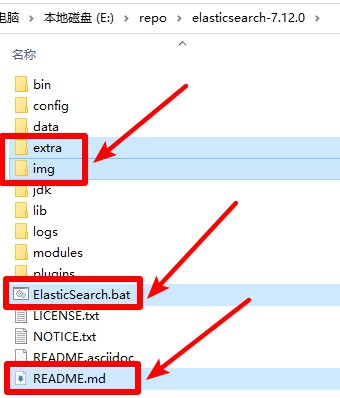 电脑 › 本地磁盘 (E:) › repo › elasticsearch-7.12.0 ›
名称
bin
config
data
extra
img
jdk
lib
logs
modules
plugins
ElasticSearch.bat
LICENSE.txt
NOTICE.txt
README.asciidoc
README.md